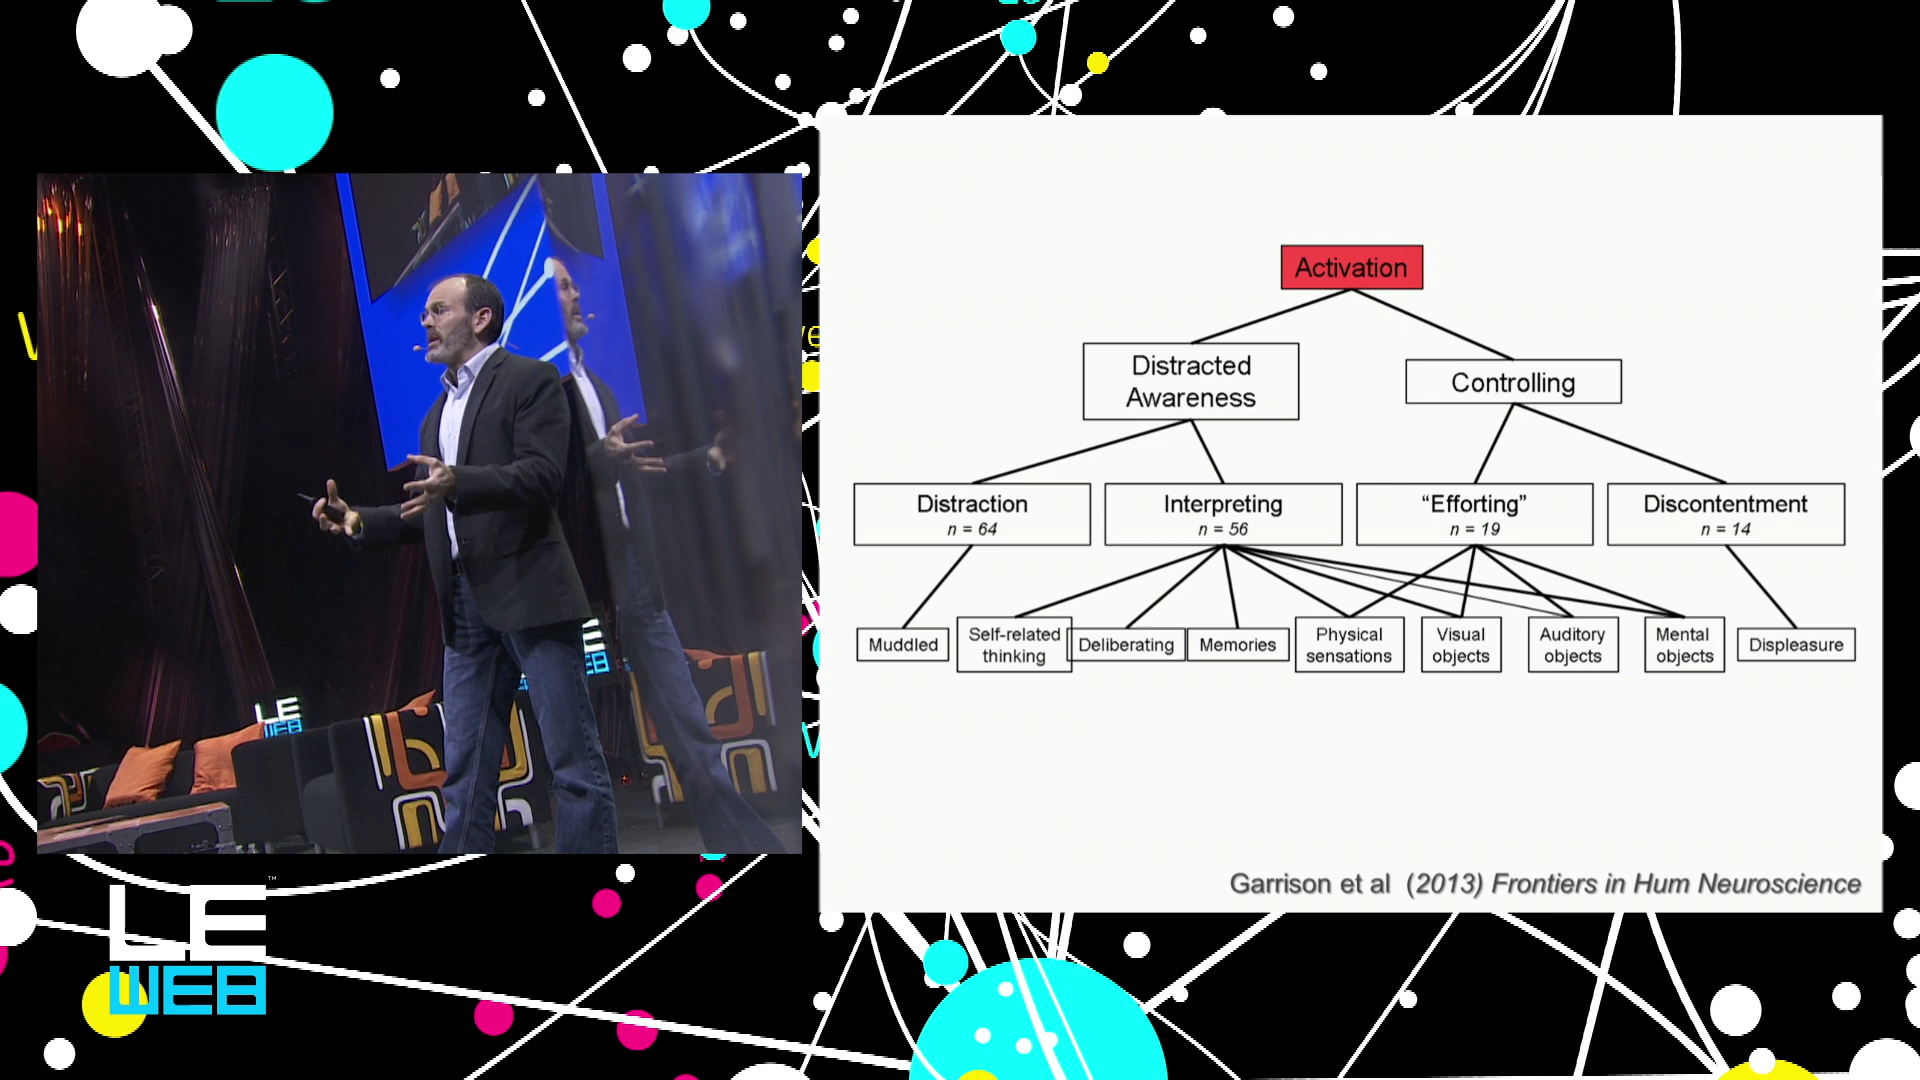 Activation
Distracted
Awareness
Controlling
Distraction
n = 64
Interpreting
n = 56
“Efforting”
n = 19
Discontentment
n = 14
Muddled
Self-related
thinking
Deliberating
Memories
Physical
sensations
Visual
objects
Auditory
objects
Mental
objects
Displeasure
Garrison et al (2013) Frontiers in Hum Neuroscience
LE
WEB
LE
WEB
™